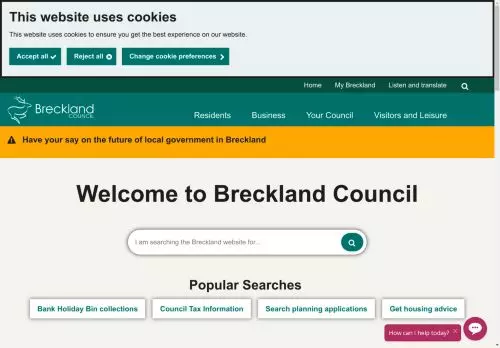 This website uses cookies
This website uses cookies to ensure you get the best experience on our website.
Accept all
Reject all
Change cookie preferences
Home
My Breckland
Listen and translate
Breckland
COUNCIL
Residents
Business
Your Council
Visitors and Leisure
Have your say on the future of local government in Breckland
Welcome to Breckland Council
I am searching the Breckland website for...
Popular Searches
Bank Holiday Bin collections
Council Tax Information
Search planning applications
Get housing advice
How can I help today?